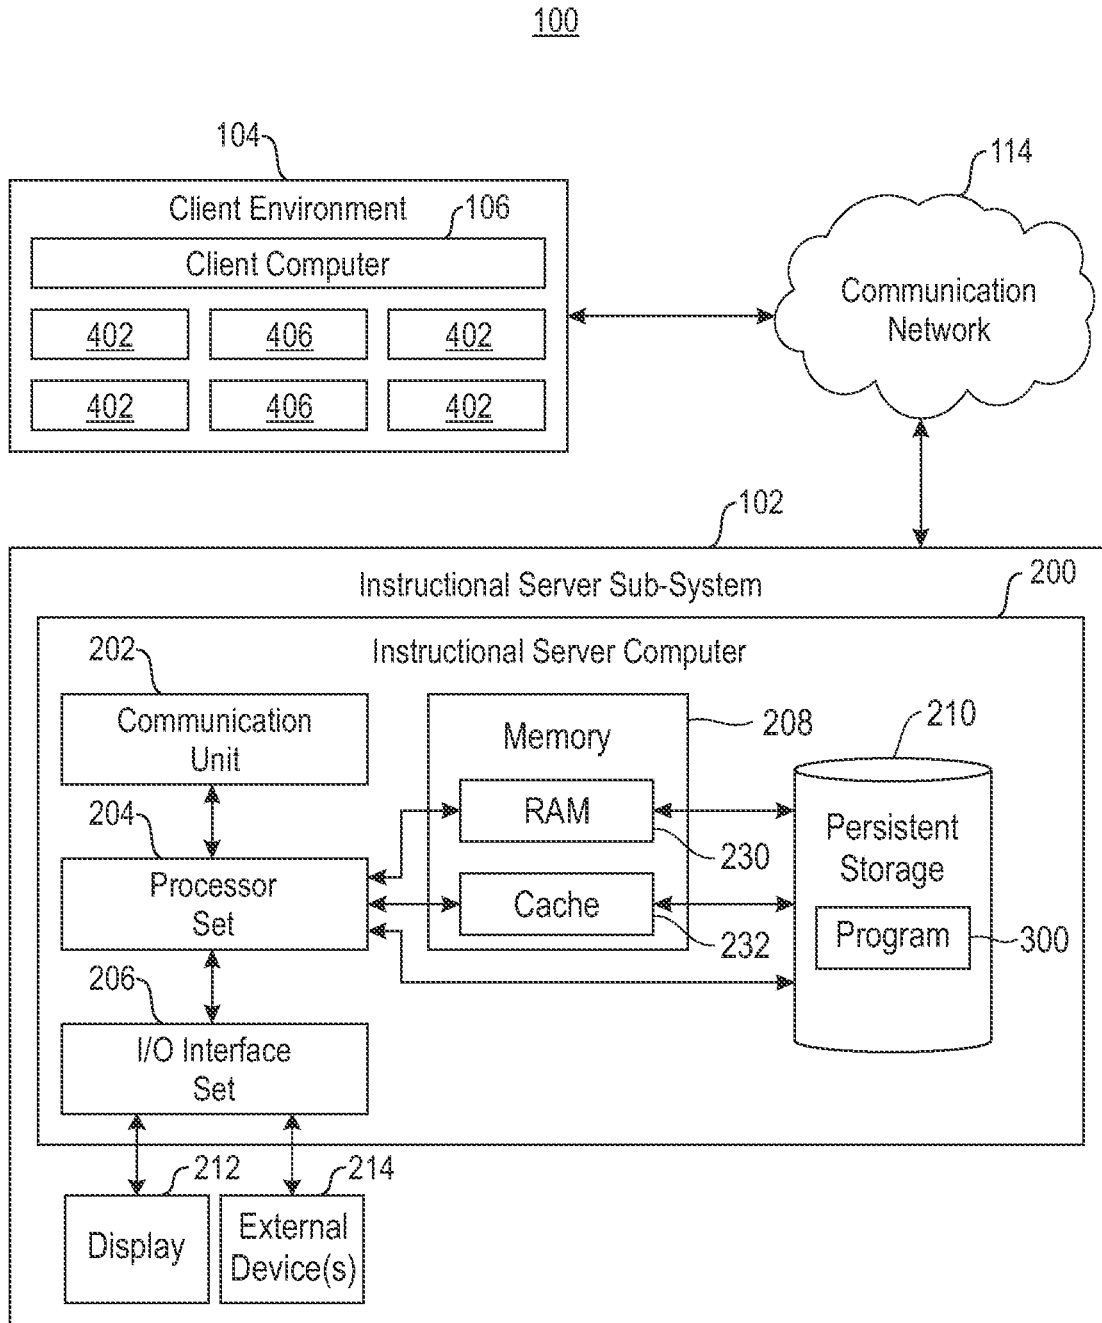 100
104
114
Client Environment
106
Client Computer
402 406 402
402 406 402
Communication
Network
102
Instructional Server Sub-System
200
Instructional Server Computer
202
Communication
Unit
204
Processor
Set
206
I/O Interface
Set
Memory
208
RAM
230
Cache
232
210
Persistent
Storage
Program
300
212
Display
214
External
Device(s)